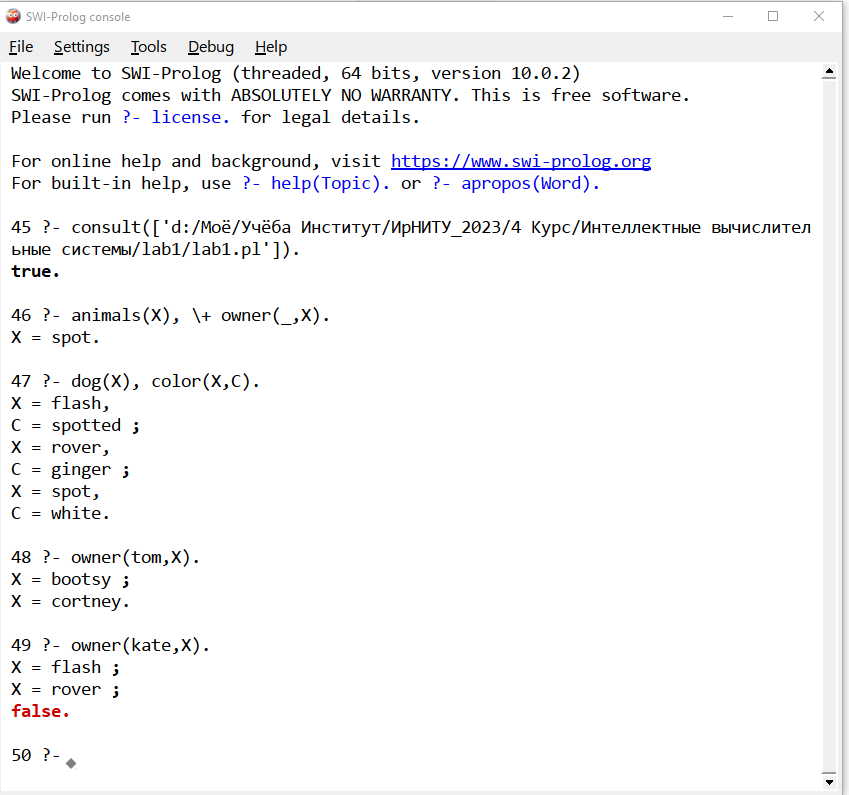 SWI-Prolog console
File Settings Tools Debug Help
Welcome to SWI-Prolog (threaded, 64 bits, version 10.0.2)
SWI-Prolog comes with ABSOLUTELY NO WARRANTY. This is free software.
Please run ?- license. for legal details.
For online help and background, visit https://www.swi-prolog.org
For built-in help, use ?- help(Topic). or ?- apropos(Word).
45 ?- consult(['d:/Моё/Учёба Институт/ИрНИТУ_2023/4 Курс/Интеллектные вычислител
ьные системы/lab1/lab1.pl']).
true.
46 ?- animals(X), \+ owner(_,X).
X = spot.
47 ?- dog(X), color(X,C).
X = flash,
C = spotted ;
X = rover,
C = ginger ;
X = spot,
C = white.
48 ?- owner(tom,X).
X = bootsy ;
X = cortney.
49 ?- owner(kate,X).
X = flash ;
X = rover ;
false.
50 ?-